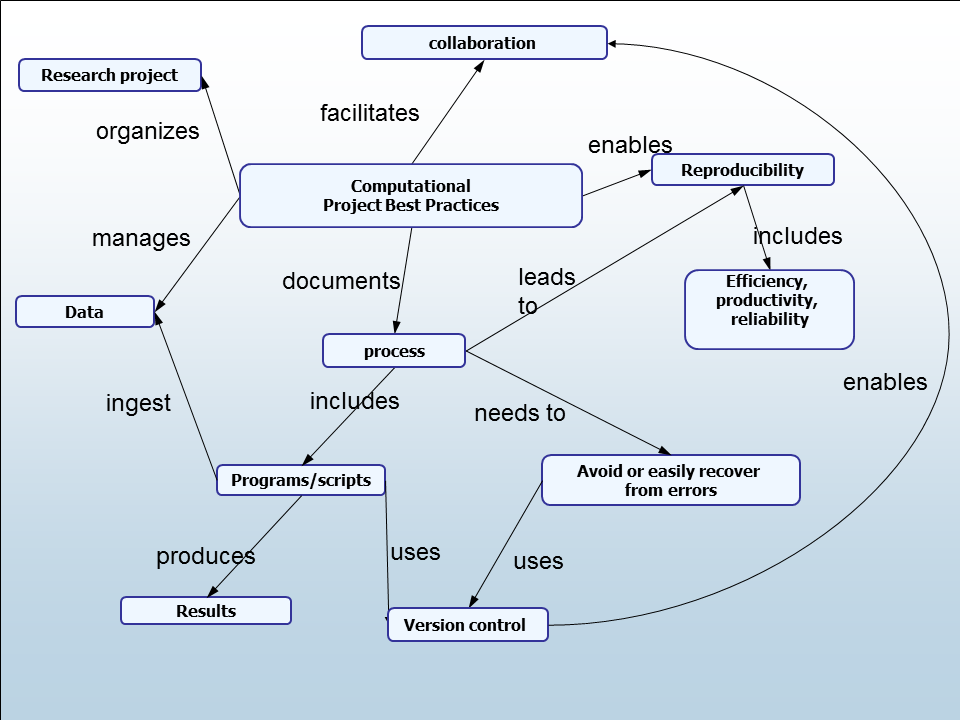 collaboration
Research project
facilitates
organizes
enables
Reproducibility
Computational
Project Best Practices
manages
includes
documents
leads
to
Efficiency,
productivity,
reliability
Data
process
enables
ingest
includes
needs to
Programs/scripts
Avoid or easily recover
from errors
produces
uses
uses
Results
Version control